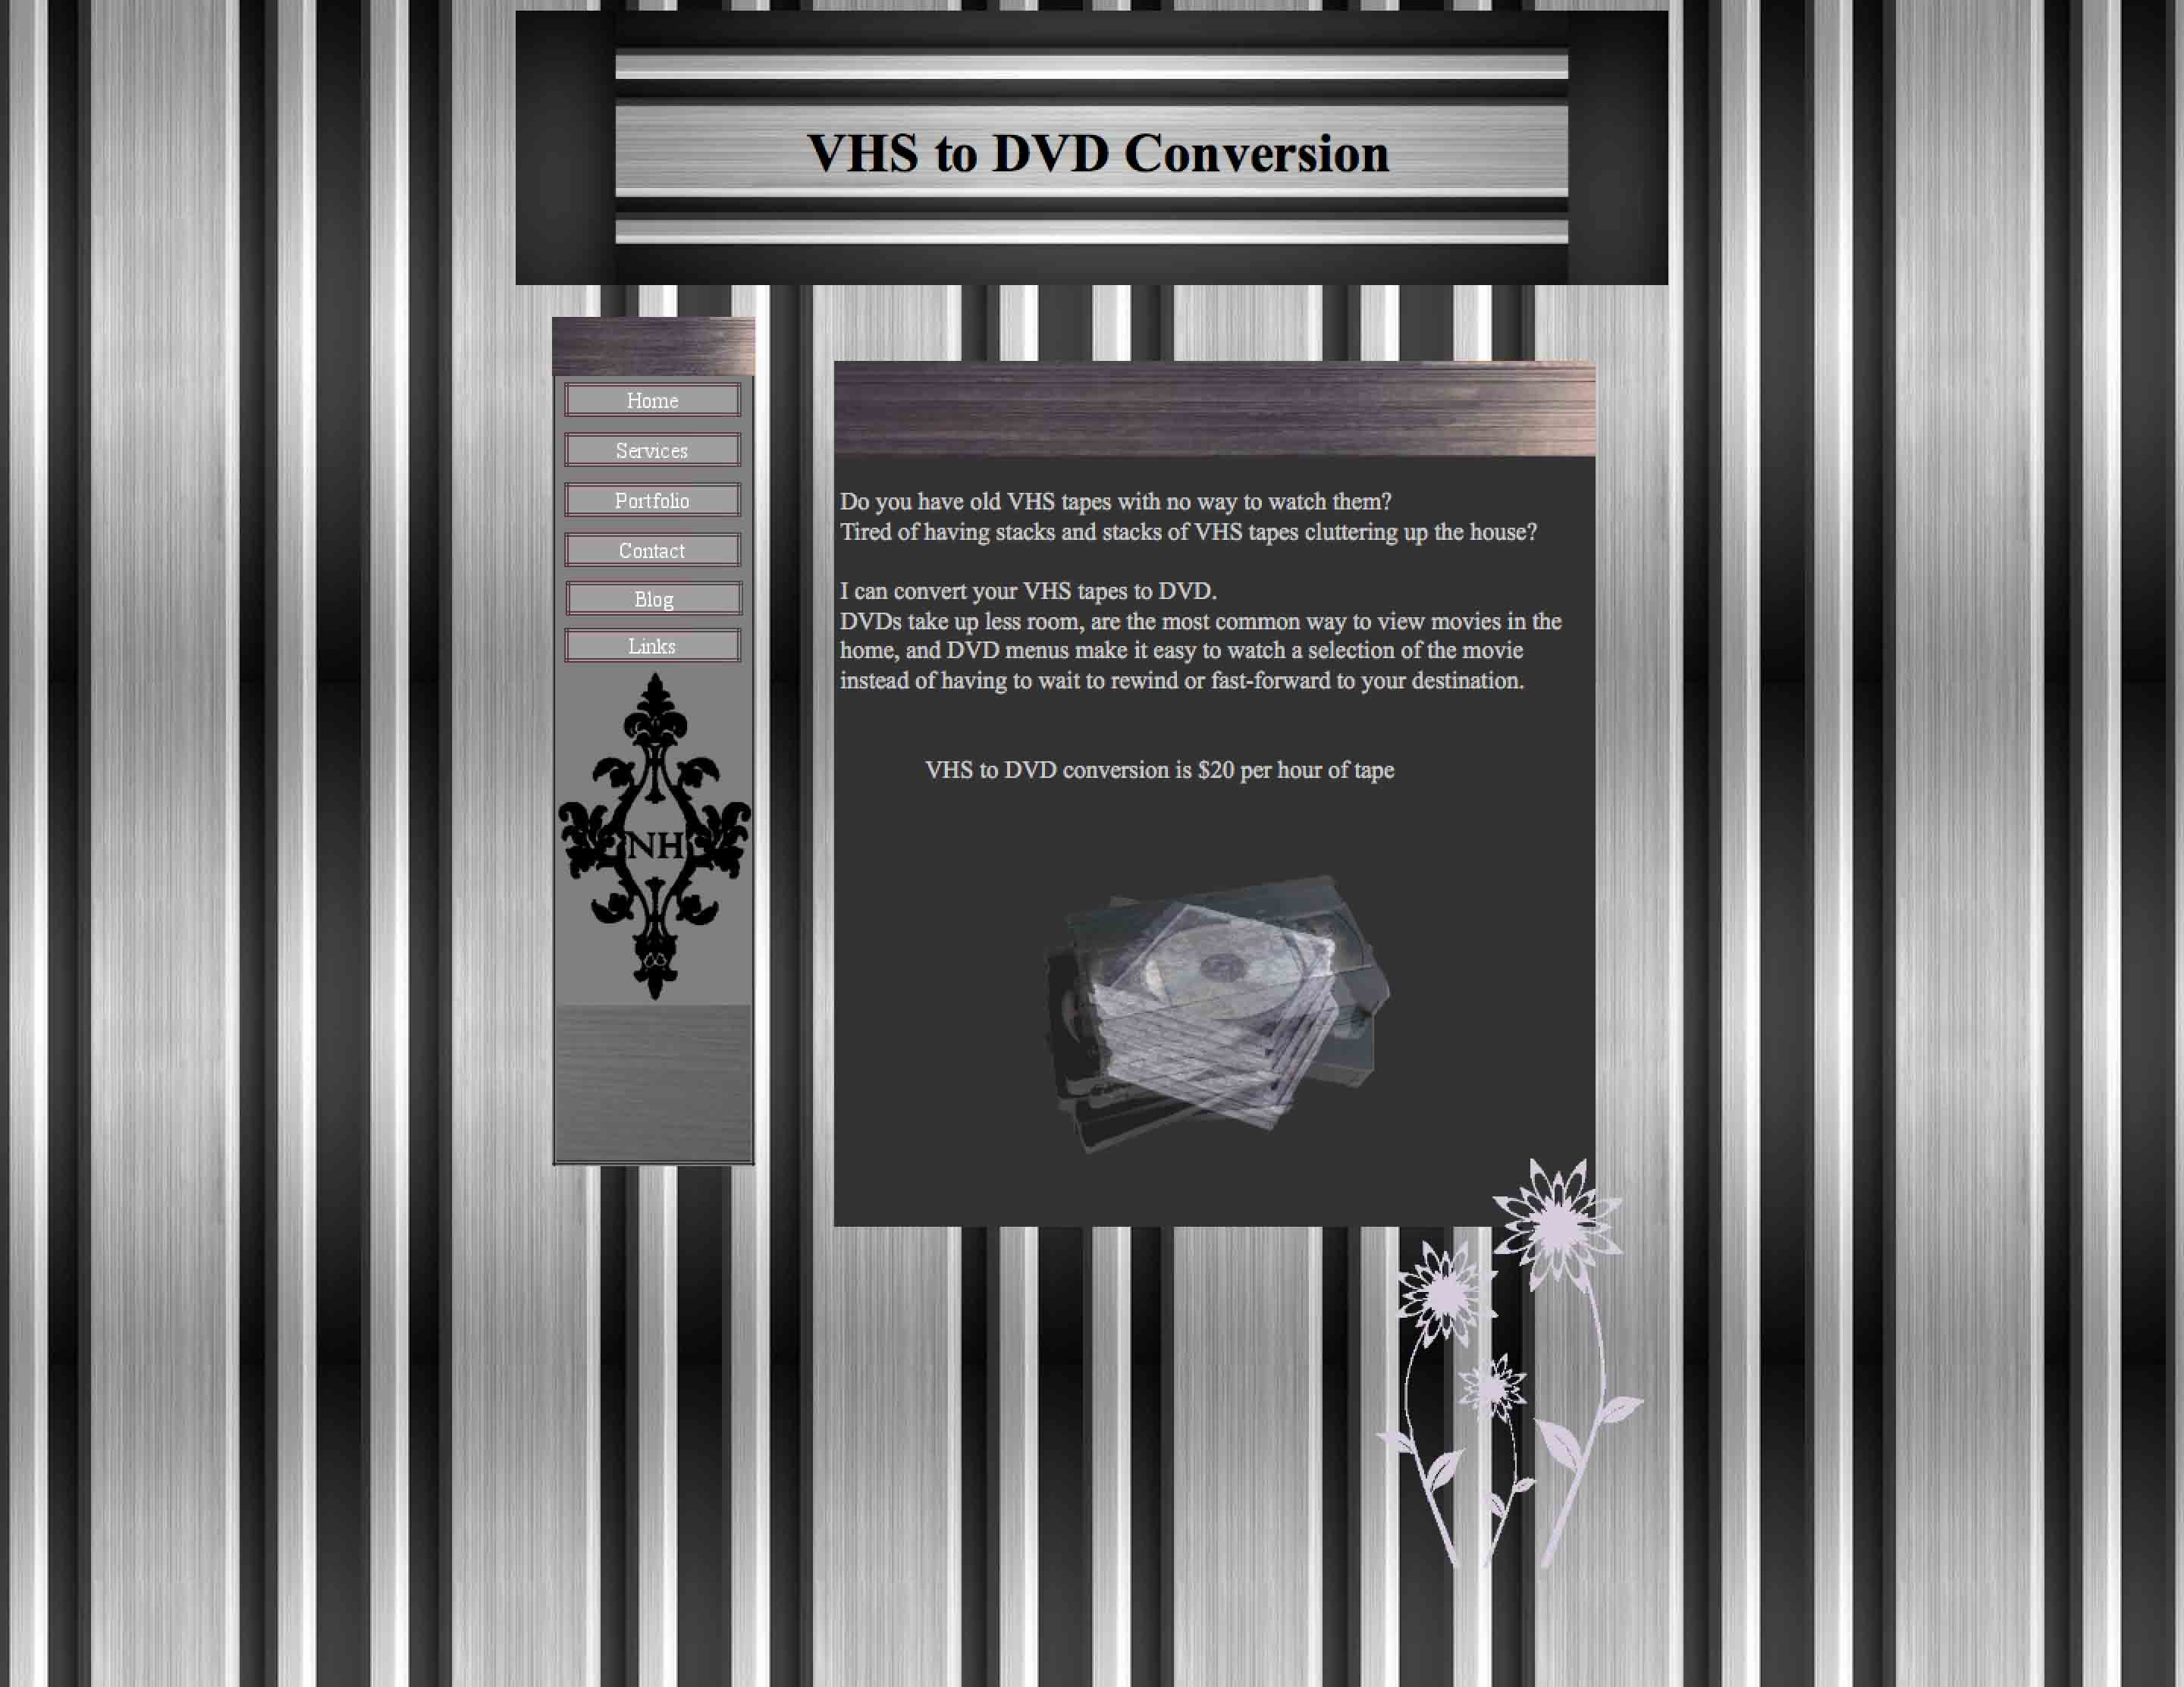 VHS to DVD Conversion
Home
Services
Portfolio
Contact
Blog
Links
NH
Do you have old VHS tapes with no way to watch them?
Tired of having stacks and stacks of VHS tapes cluttering up the house?
I can convert your VHS tapes to DVD.
DVDs take up less room, are the most common way to view movies in the
home, and DVD menus make it easy to watch a selection of the movie
instead of having to wait to rewind or fast-forward to your destination.
VHS to DVD conversion is $20 per hour of tape